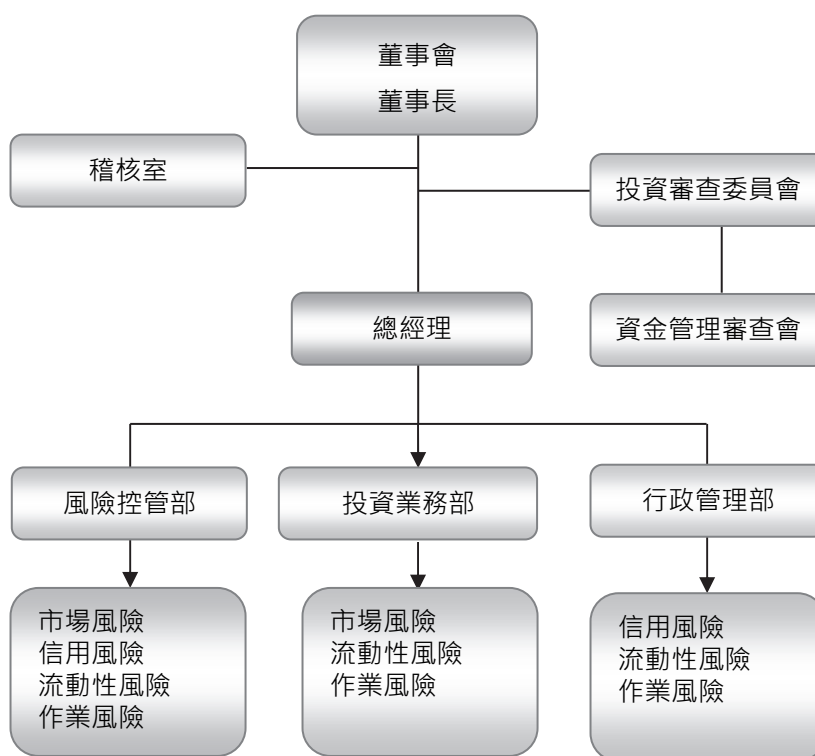 董事會
董事長
稽核室
投資審查委員會
總經理
資金管理審查會
風險控管部
投資業務部
行政管理部
市場風險
信用風險
流動性風險
作業風險
市場風險
流動性風險
作業風險
信用風險
流動性風險
作業風險